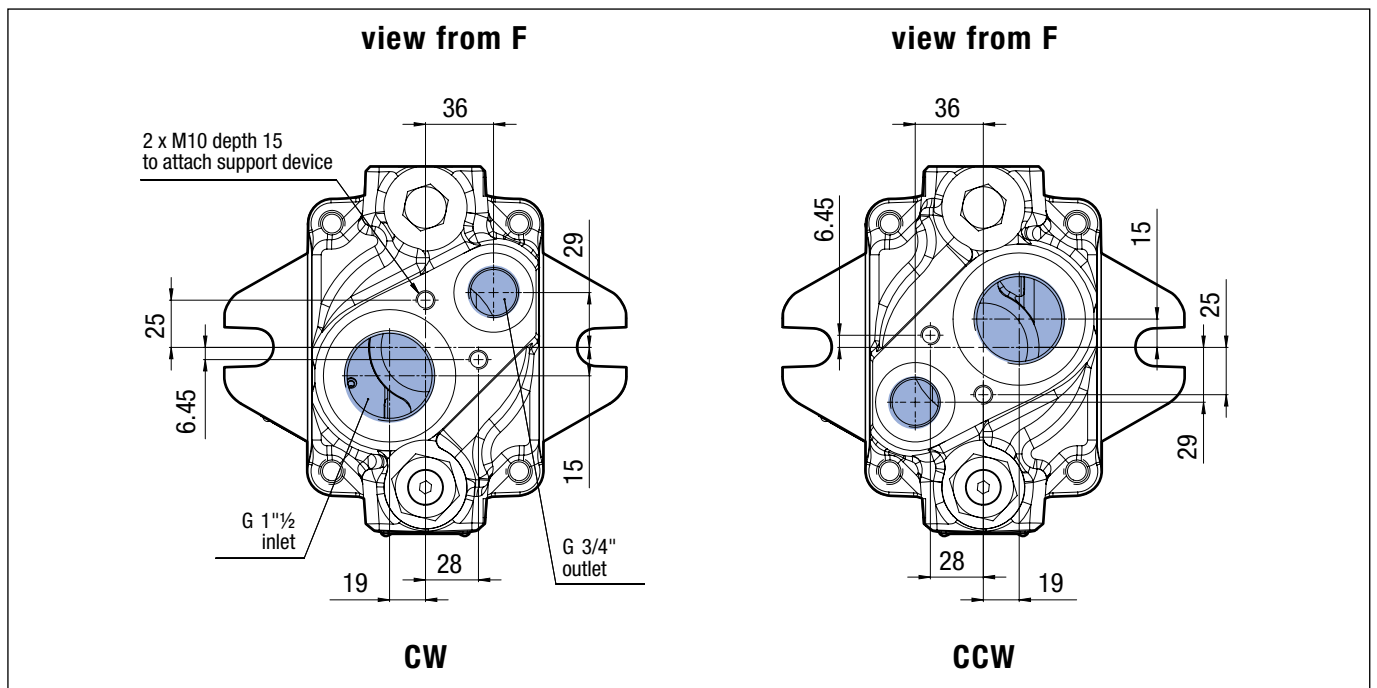 view from F
36
2 x M10 depth 15
to attach support device
29
25
6.45
15
G 1"½
inlet
G 3/4"
outlet
28
19
CW
view from F
36
6.45
15
25
29
28
19
CCW